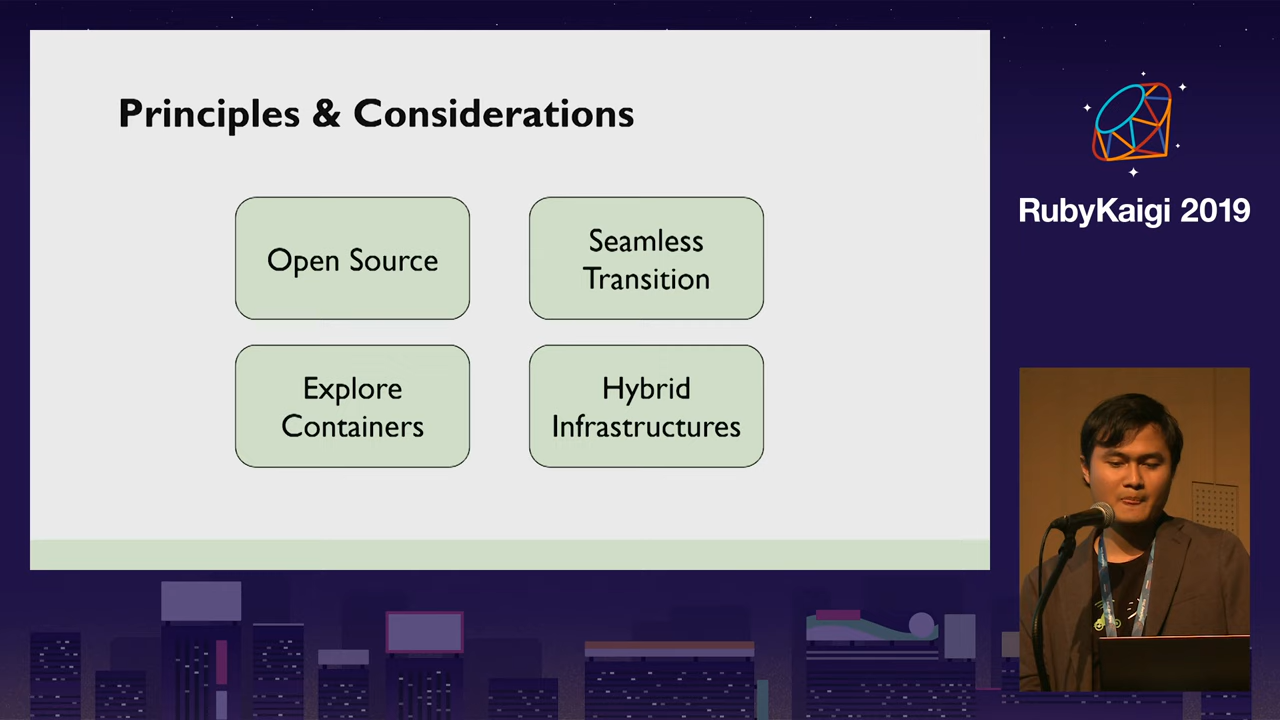 Principles & Considerations
Open Source
Seamless
Transition
Explore
Containers
Hybrid
Infrastructures
RubyKaigi 2019